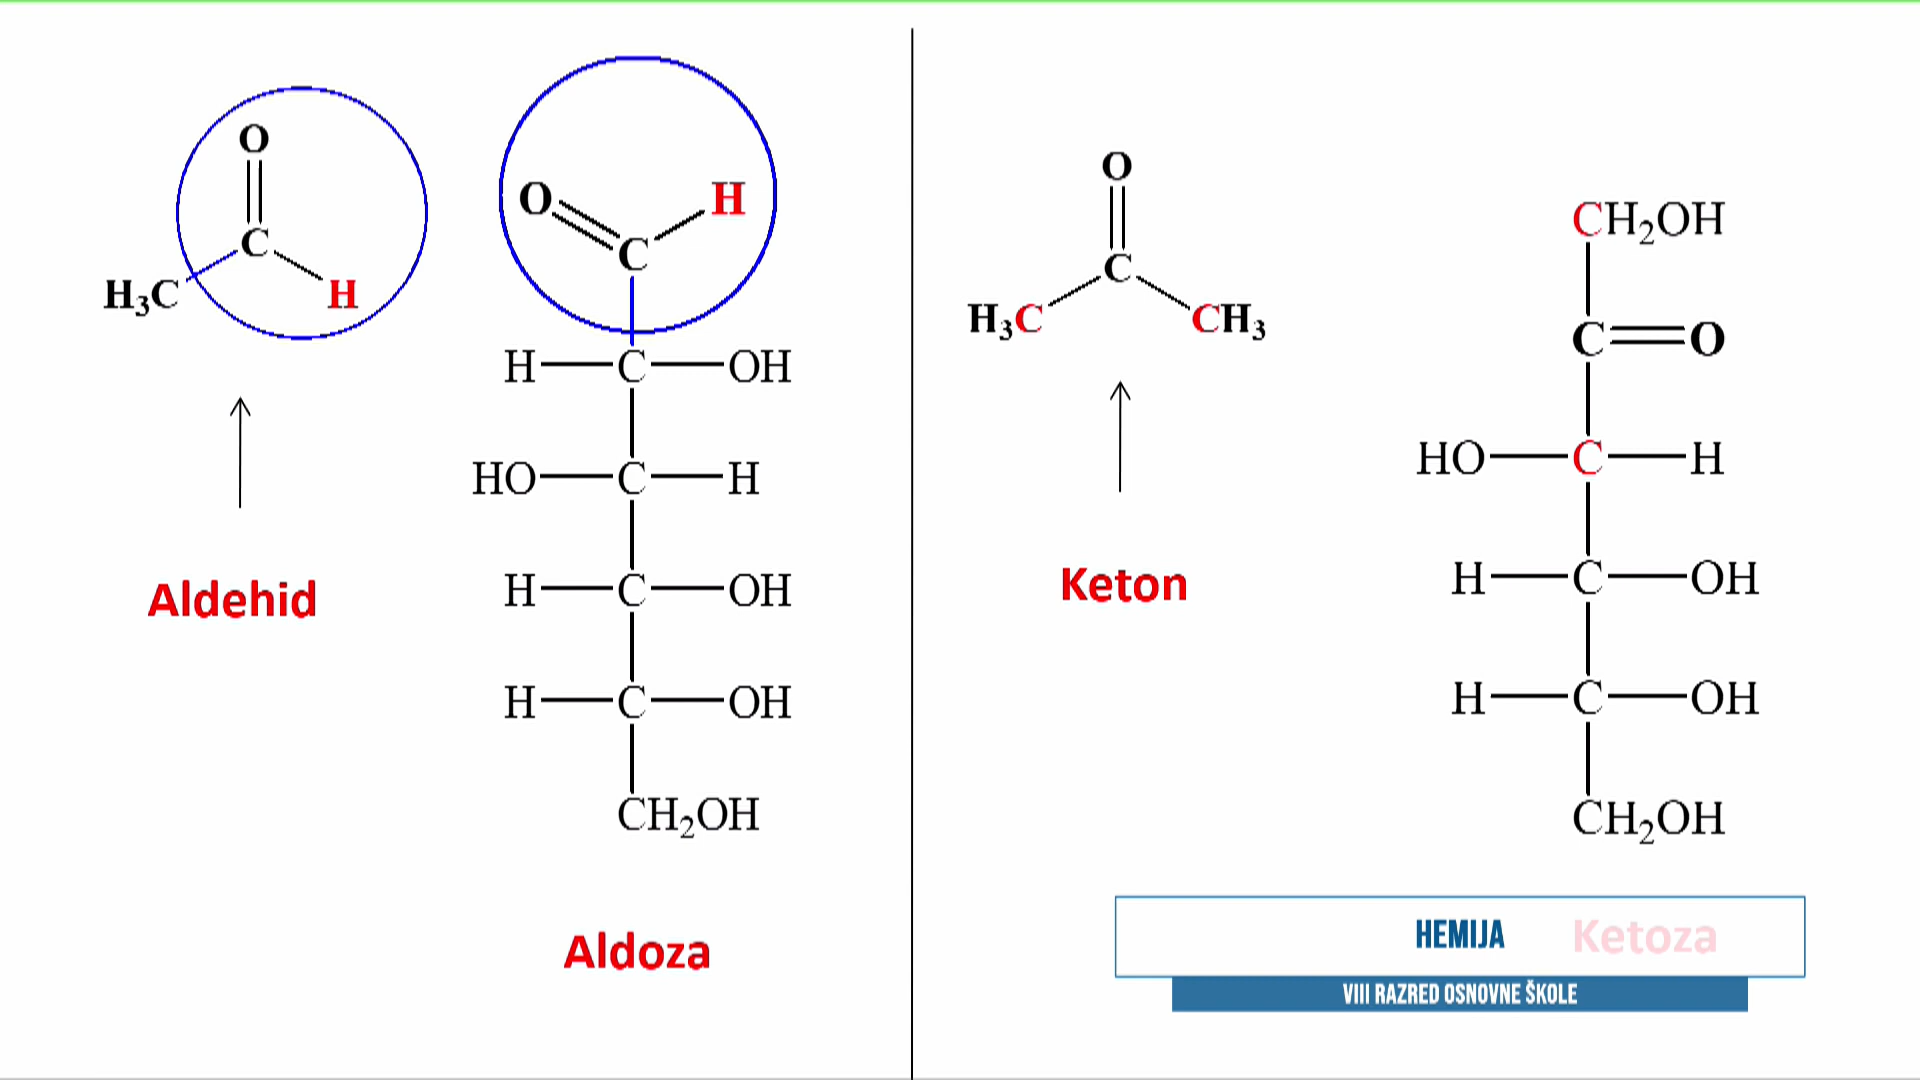 O
C
H₃C
H
Aldehid
O
H
C
H C OH
HO C H
H C OH
H C OH
CH₂OH
Aldoza
O
C
H₃C
CH₃
Keton
CH₂OH
C O
HO C H
H C OH
H C OH
CH₂OH
HEMIJA
Ketoza
VIII RAZRED OSNOVNE ŠKOLE